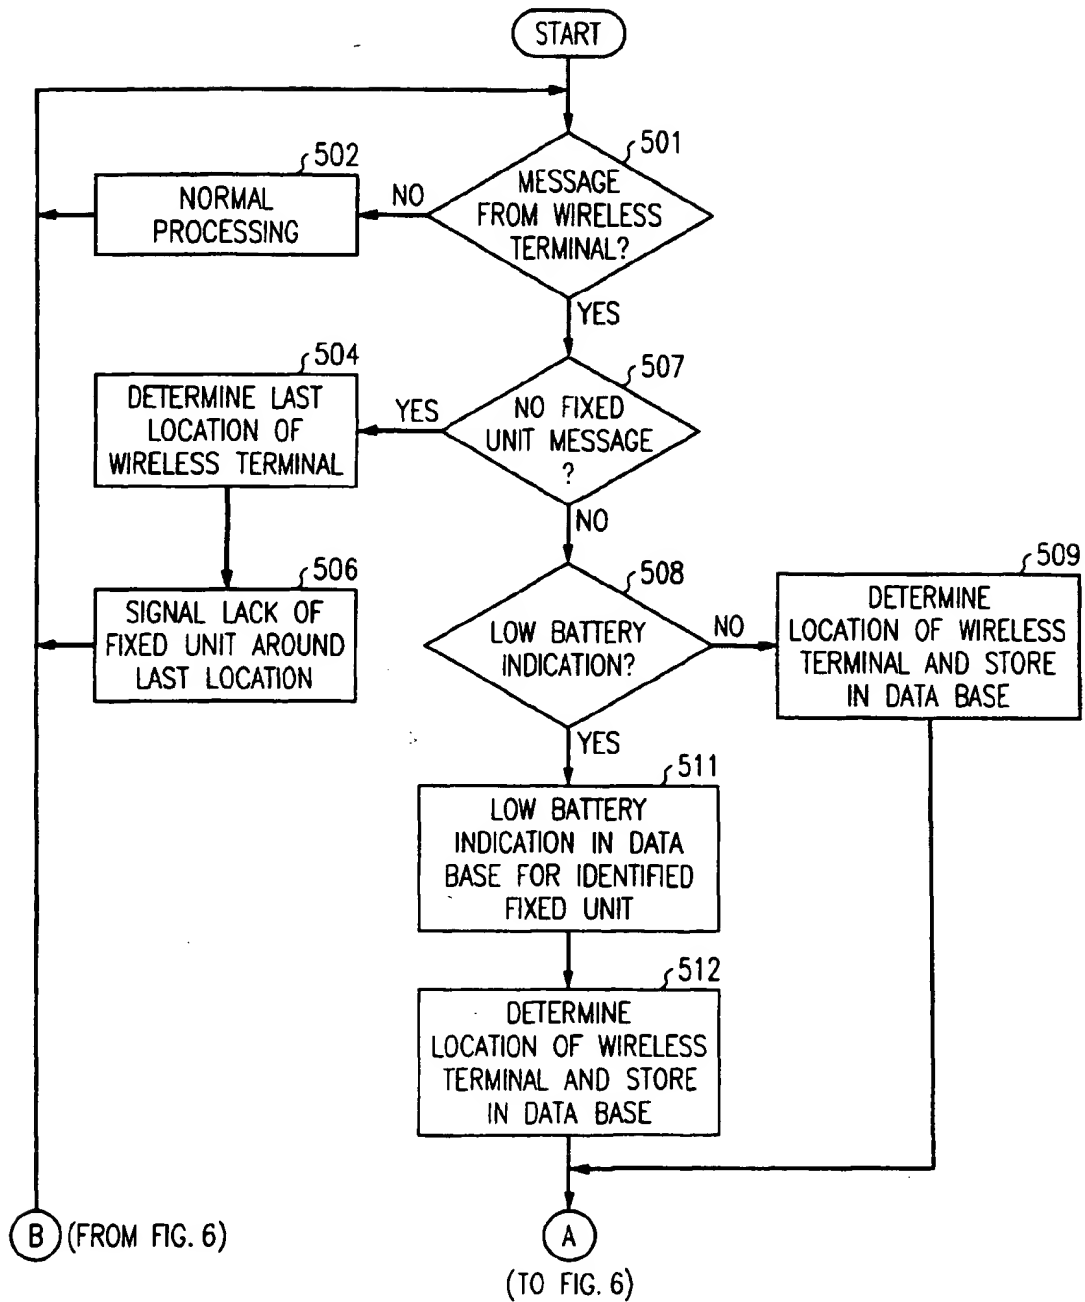 START
501
MESSAGE
FROM WIRELESS
TERMINAL?
NO
502
NORMAL
PROCESSING
YES
507
NO FIXED
UNIT MESSAGE
?
YES
504
DETERMINE LAST
LOCATION OF
WIRELESS TERMINAL
506
SIGNAL LACK OF
FIXED UNIT AROUND
LAST LOCATION
NO
508
LOW BATTERY
INDICATION?
NO
509
DETERMINE
LOCATION OF WIRELESS
TERMINAL AND STORE
IN DATA BASE
YES
511
LOW BATTERY
INDICATION IN DATA
BASE FOR IDENTIFIED
FIXED UNIT
512
DETERMINE
LOCATION OF WIRELESS
TERMINAL AND STORE
IN DATA BASE
B (FROM FIG. 6)
A
(TO FIG. 6)